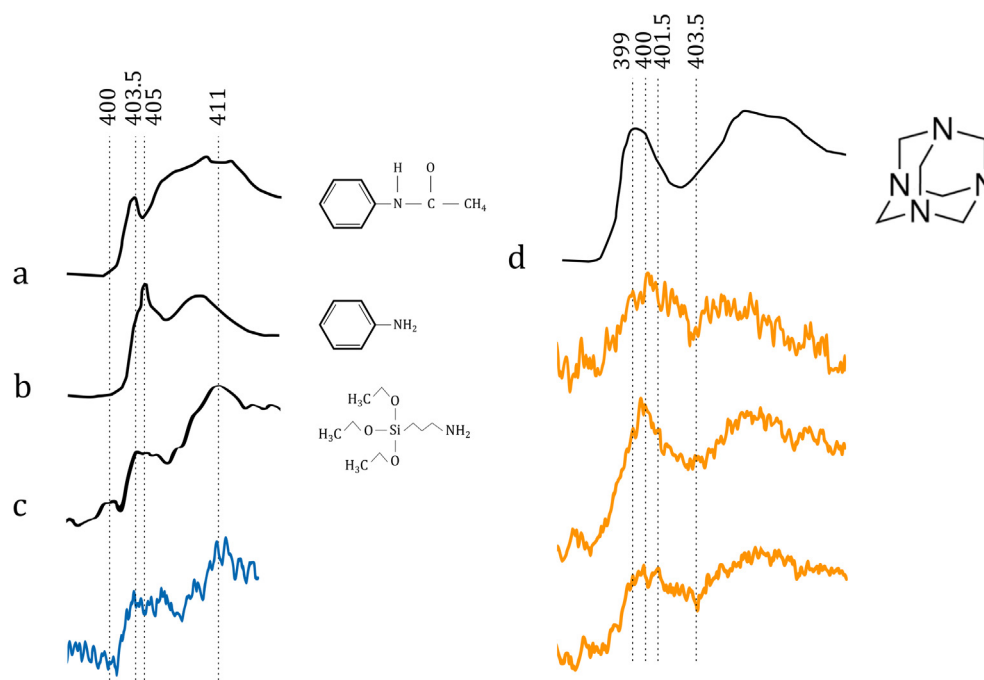 400
403.5
405
411
399
400
401.5
403.5
a
H O
N C CH₄
b
NH₂
c
H₃C O
H₃C O Si NH₂
H₃C O
d
N
N N
N